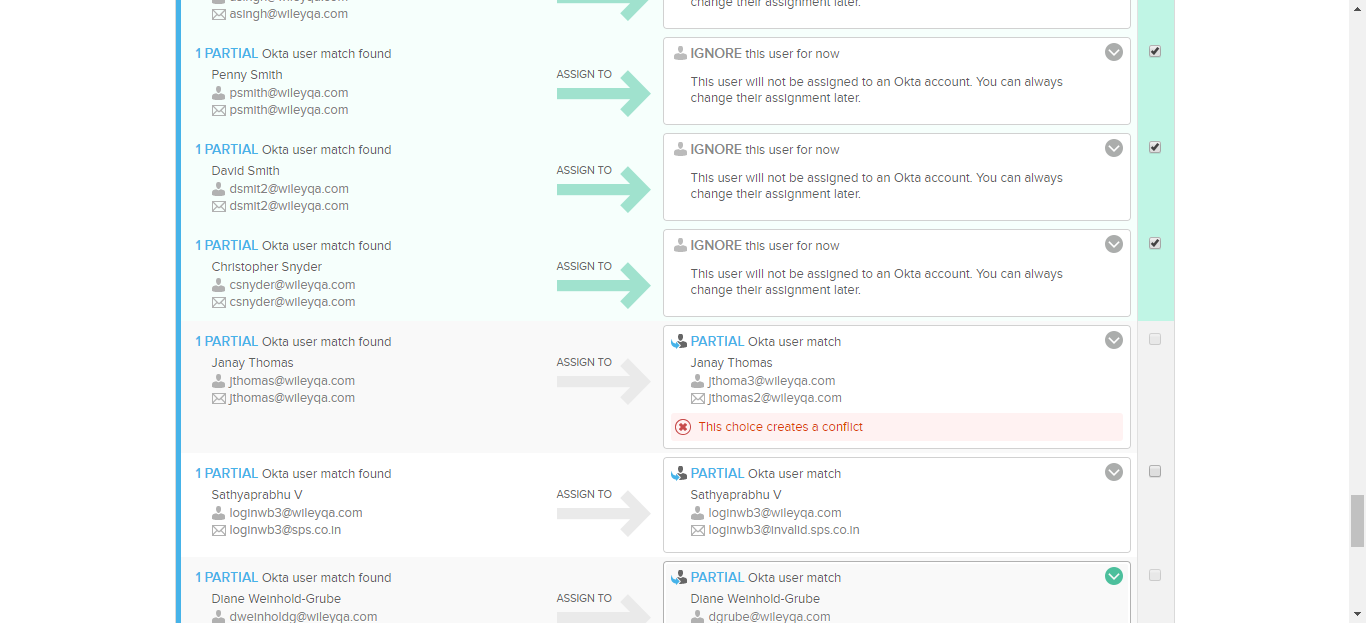 asingh@wileyqa.com
change their assignment later.
1 PARTIAL Okta user match found
Penny Smith
psmith@wileyqa.com
psmith@wileyqa.com
ASSIGN TO
IGNORE this user for now
This user will not be assigned to an Okta account. You can always
change their assignment later.
1 PARTIAL Okta user match found
David Smith
dsmit2@wileyqa.com
dsmit2@wileyqa.com
ASSIGN TO
IGNORE this user for now
This user will not be assigned to an Okta account. You can always
change their assignment later.
1 PARTIAL Okta user match found
Christopher Snyder
csnyder@wileyqa.com
csnyder@wileyqa.com
ASSIGN TO
IGNORE this user for now
This user will not be assigned to an Okta account. You can always
change their assignment later.
1 PARTIAL Okta user match found
Janay Thomas
jthomas@wileyqa.com
jthomas@wileyqa.com
ASSIGN TO
PARTIAL Okta user match
Janay Thomas
jthoma3@wileyqa.com
jthomas2@wileyqa.com
This choice creates a conflict
1 PARTIAL Okta user match found
Sathyaprabhu V
loginwb3@wileyqa.com
loginwb3@sps.co.in
ASSIGN TO
PARTIAL Okta user match
Sathyaprabhu V
loginwb3@wileyqa.com
loginwb3@invalid.sps.co.in
1 PARTIAL Okta user match found
Diane Weinhold-Grube
dweinholdg@wileyqa.com
ASSIGN TO
PARTIAL Okta user match
Diane Weinhold-Grube
dgrube@wileyqa.com